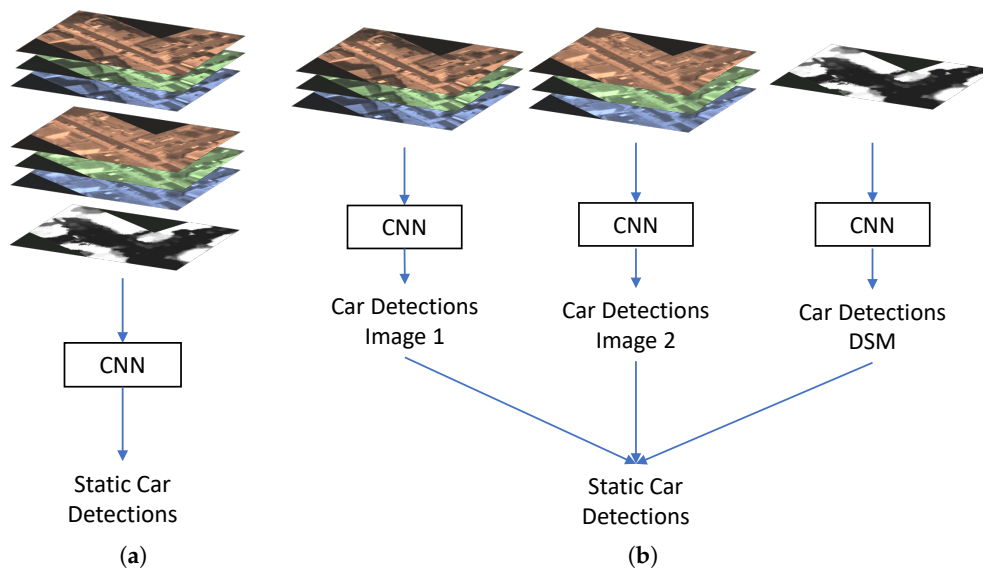 CNN
Static Car
Detections
(a)
CNN
CNN
CNN
Car Detections
Image 1
Car Detections
Image 2
Car Detections
DSM
Static Car
Detections
(b)